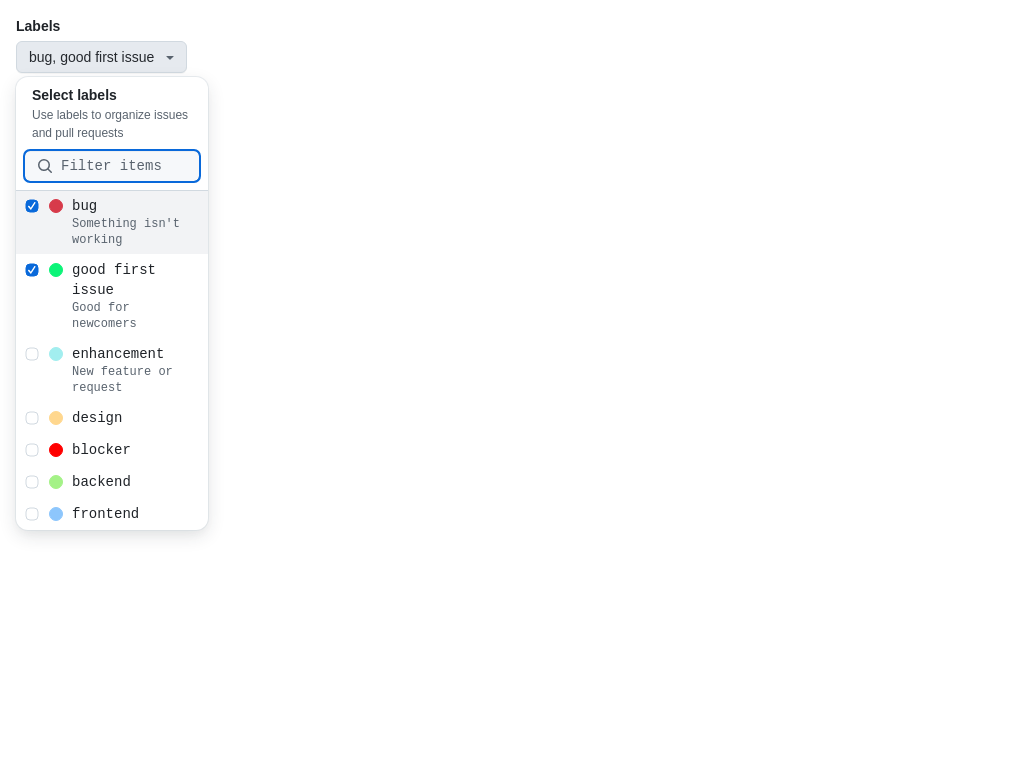 Labels
bug, good first issue
Select labels
Use labels to organize issues
and pull requests
Filter items
bug
Something isn't
working
good first
issue
Good for
newcomers
enhancement
New feature or
request
design
blocker
backend
frontend